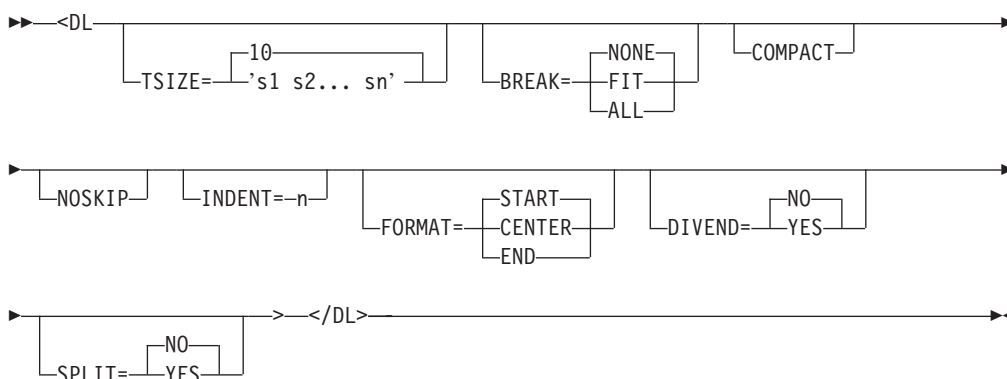 <DL
TSIZE=
10
's1 s2... sn'
BREAK=
NONE
FIT
ALL
COMPACT
NOSKIP
INDENT=n
FORMAT=
START
CENTER
END
DIVEND=
NO
YES
SPLIT=
NO
YES
>
</DL>